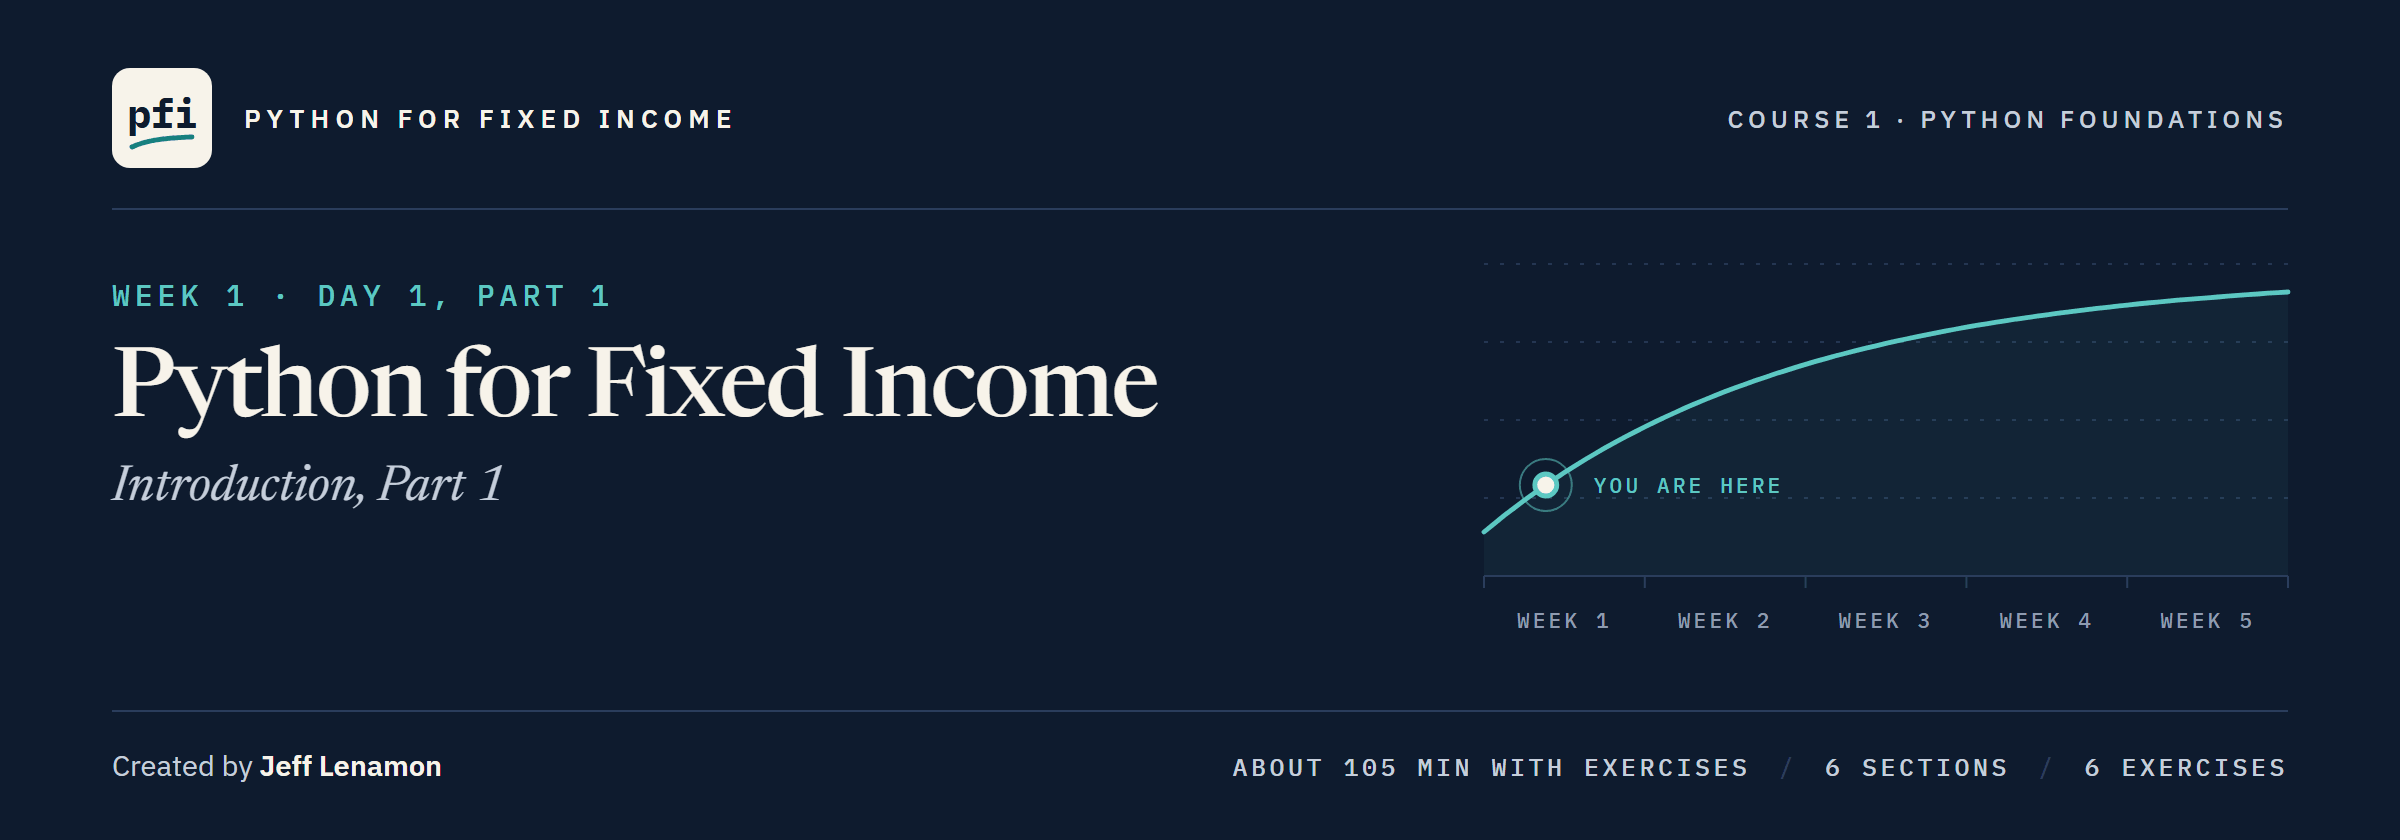 pfi
PYTHON FOR FIXED INCOME
COURSE 1 · PYTHON FOUNDATIONS
WEEK 1 · DAY 1, PART 1
Python for Fixed Income
Introduction, Part 1
YOU ARE HERE
WEEK 1 WEEK 2 WEEK 3 WEEK 4 WEEK 5
Created by Jeff Lenamon
ABOUT 105 MIN WITH EXERCISES / 6 SECTIONS / 6 EXERCISES